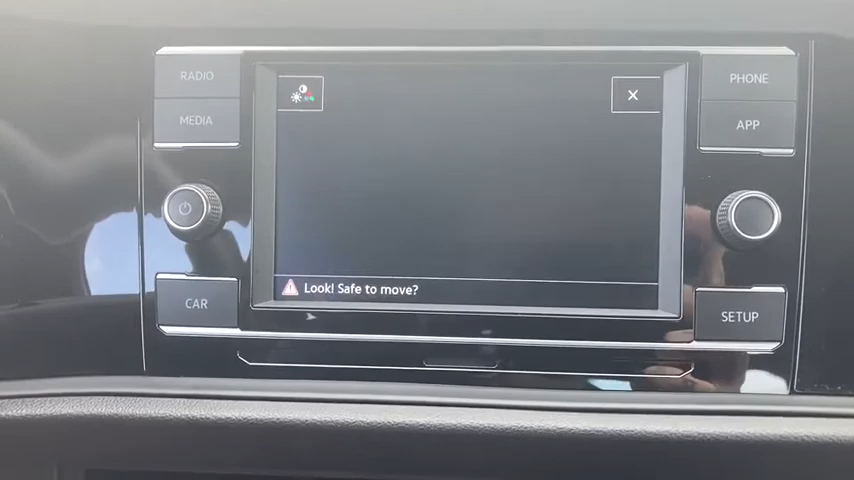 RADIO
MEDIA
PHONE
APP
CAR
Look! Safe to move?
SETUP